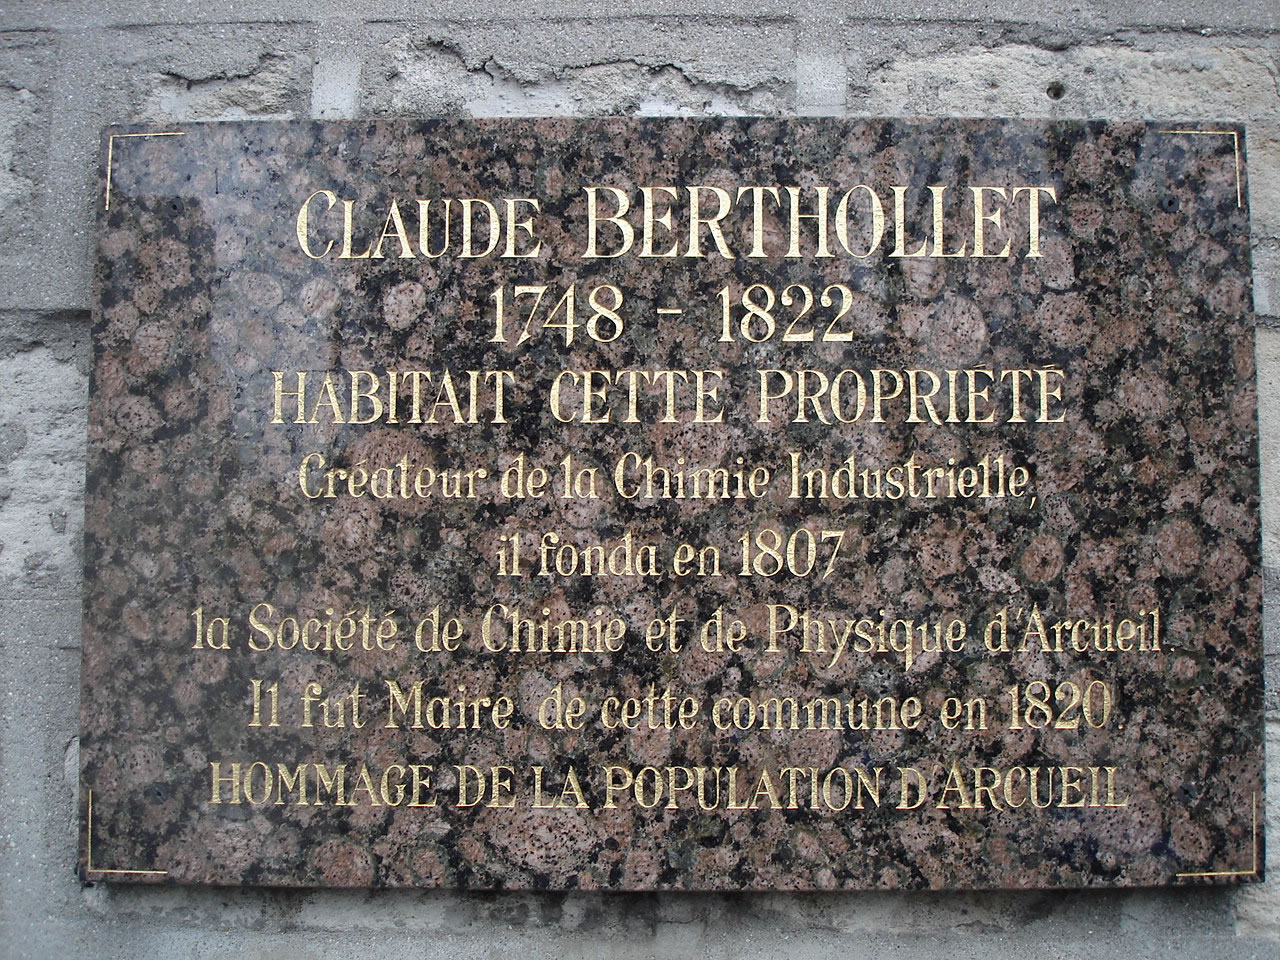 CLAUDE BERTHOLLET
1748 - 1822
HABITAIT CETTE PROPRIÉTÉ
Créateur de la Chimie Industrielle,
il fonda en 1807
la Société de Chimie et de Physique d'Arcueil.
Il fut Maire de cette commune en 1820
HOMMAGE DE LA POPULATION D'ARCUEIL